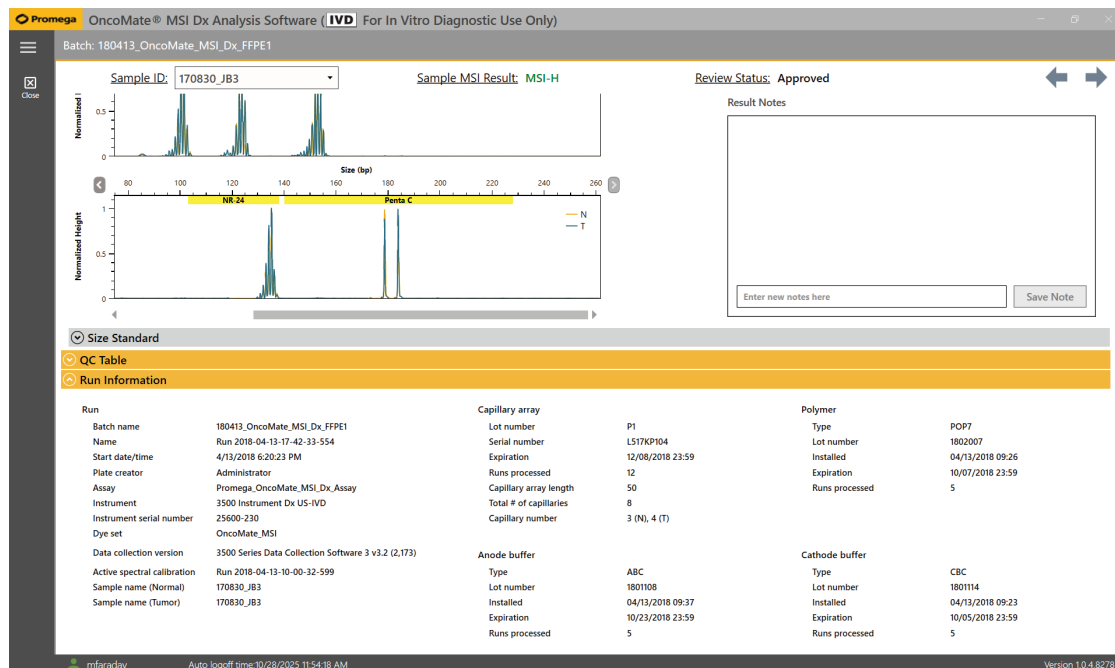 Promega OncoMate® MSI Dx Analysis Software ( IVD For In Vitro Diagnostic Use Only)
Batch: 180413_OncoMate_MSI_Dx_FFPE1
Close
Sample ID: 170830_JB3
Sample MSI Result: MSI-H
Review Status: Approved
Result Notes
0.5
0
Size (bp)
80 100 120 140 160 180 200 220 240 260
NR-24 Penta C
Normalized Height
1
0.5
0
N
T
Enter new notes here
Save Note
Size Standard
QC Table
Run Information
Run
Batch name 180413_OncoMate_MSI_Dx_FFPE1
Name Run 2018-04-13-17-42-33-554
Start date/time 4/13/2018 6:20:23 PM
Plate creator Administrator
Assay Promega_OncoMate_MSI_Dx_Assay
Instrument 3500 Instrument Dx US-IVD
Instrument serial number 25600-230
Dye set OncoMate_MSI
Data collection version 3500 Series Data Collection Software 3 v3.2 (2,173)
Active spectral calibration Run 2018-04-13-10-00-32-599
Sample name (Normal) 170830_JB3
Sample name (Tumor) 170830_JB3
Capillary array
Lot number P1
Serial number L517KP104
Expiration 12/08/2018 23:59
Runs processed 12
Capillary array length 50
Total # of capillaries 8
Capillary number 3 (N), 4 (T)
Polymer
Type POP7
Lot number 1802007
Installed 04/13/2018 09:26
Expiration 10/07/2018 23:59
Runs processed 5
Anode buffer
Type ABC
Lot number 1801108
Installed 04/13/2018 09:37
Expiration 10/23/2018 23:59
Runs processed 5
Cathode buffer
Type CBC
Lot number 1801114
Installed 04/13/2018 09:23
Expiration 10/05/2018 23:59
Runs processed 5
mfaraday Auto logoff time:10/28/2025 11:54:18 AM
Version 1.0.4.8278